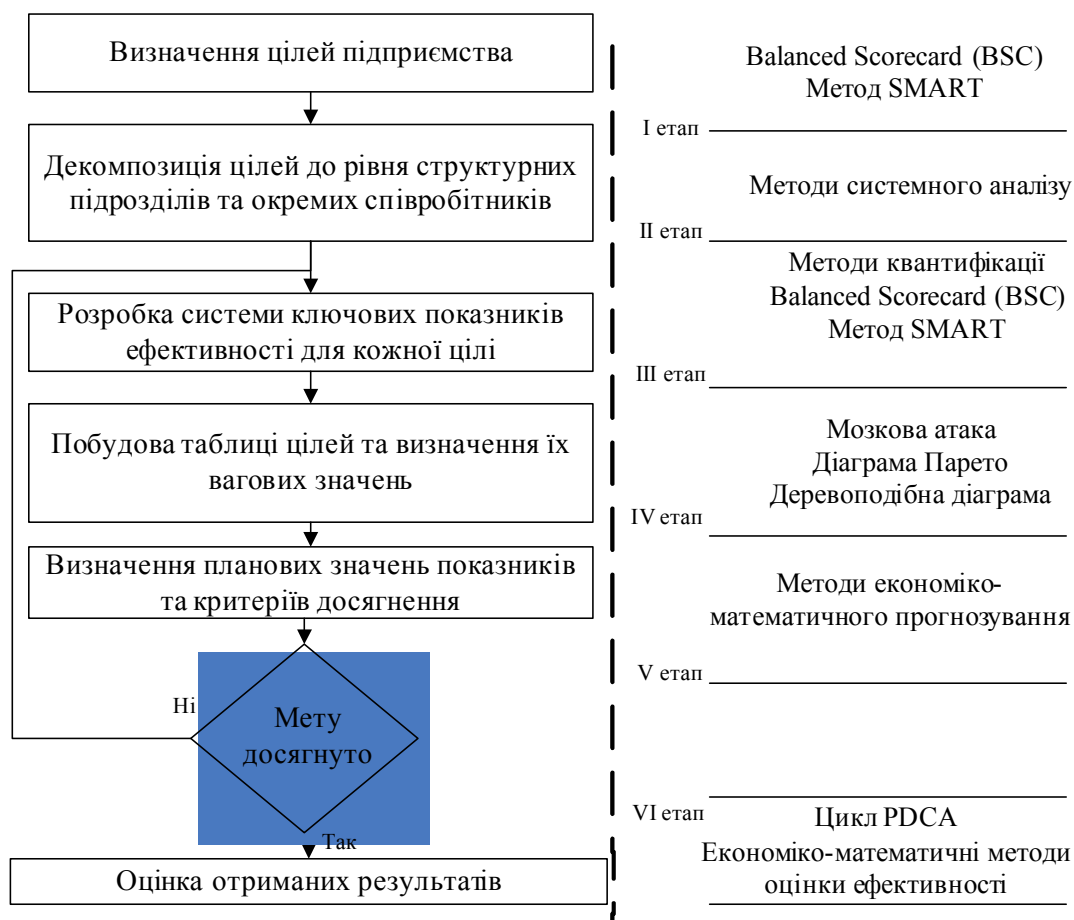 Визначення цілей підприємства
Balanced Scorecard (BSC)
Метод SMART
I етап
Декомпозиція цілей до рівня структурних
підрозділів та окремих співробітників
Методи системного аналізу
II етап
Розробка системи ключових показників
ефективності для кожної цілі
Методи квантифікації
Balanced Scorecard (BSC)
Метод SMART
III етап
Побудова таблиці цілей та визначення їх
вагових значень
Мозкова атака
Діаграма Парето
Деревоподібна діаграма
IV етап
Визначення планових значень показників
та критеріїв досягнення
Методи економіко-
математичного прогнозування
V етап
Ні
Мету
досягнуто
Так
VI етап
Цикл PDCA
Економіко-математичні методи
оцінки ефективності
Оцінка отриманих результатів